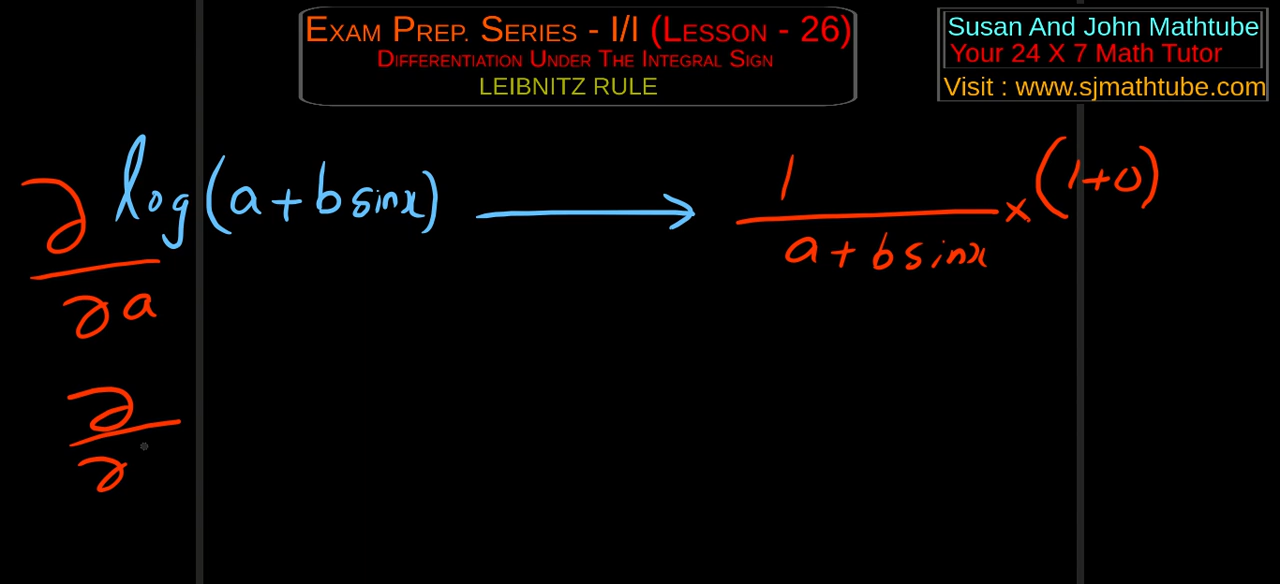 EXAM PREP. SERIES - I/I (LESSON - 26)
DIFFERENTIATION UNDER THE INTEGRAL SIGN
LEIBNITZ RULE
Susan And John Mathtube
Your 24 X 7 Math Tutor
Visit : www.sjmathtube.com
∂/∂a log(a+b sinx) ⟶ 1/(a+b sinx) × (1+0)
∂/∂